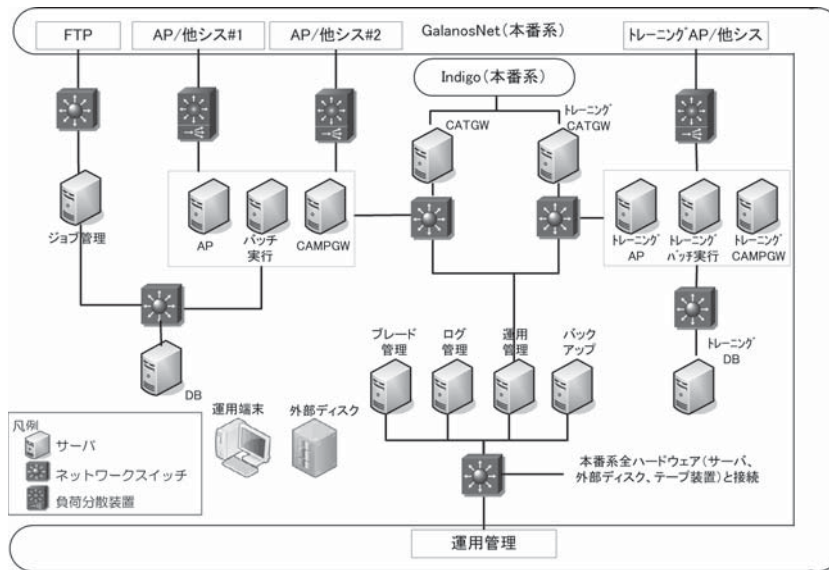 GalanosNet(本番系)
FTP
AP/他シス#1
AP/他シス#2
ﾄﾚｰﾆﾝｸﾞAP/他シス
Indigo(本番系)
CATGW
ﾄﾚｰﾆﾝｸﾞ
CATGW
ジョブ管理
AP
バッチ
実行
CAMPGW
ﾄﾚｰﾆﾝｸﾞ
AP
ﾄﾚｰﾆﾝｸﾞ
ﾊﾞｯﾁ実行
ﾄﾚｰﾆﾝｸﾞ
CAMPGW
DB
ブレード
管理
ログ
管理
運用
管理
バック
アップ
ﾄﾚｰﾆﾝｸﾞ
DB
凡例
サーバ
ネットワークスイッチ
負荷分散装置
運用端末
外部ディスク
本番系全ハードウェア(サーバ、
外部ディスク、テープ装置)と接続
運用管理